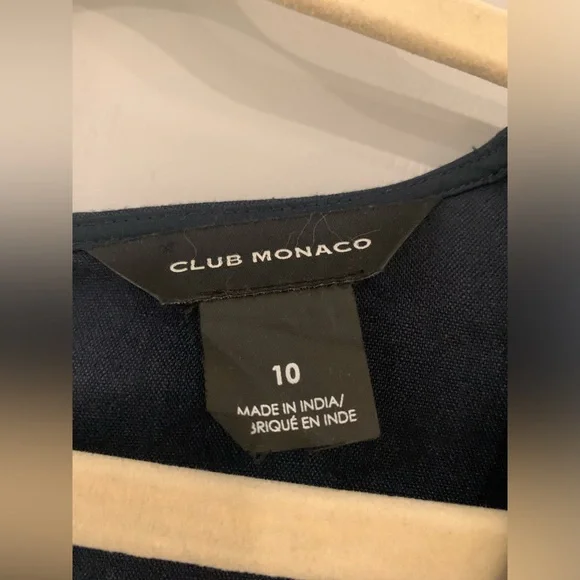 CLUB MONACO
10
MADE IN INDIA/
BRIQUÉ EN INDE